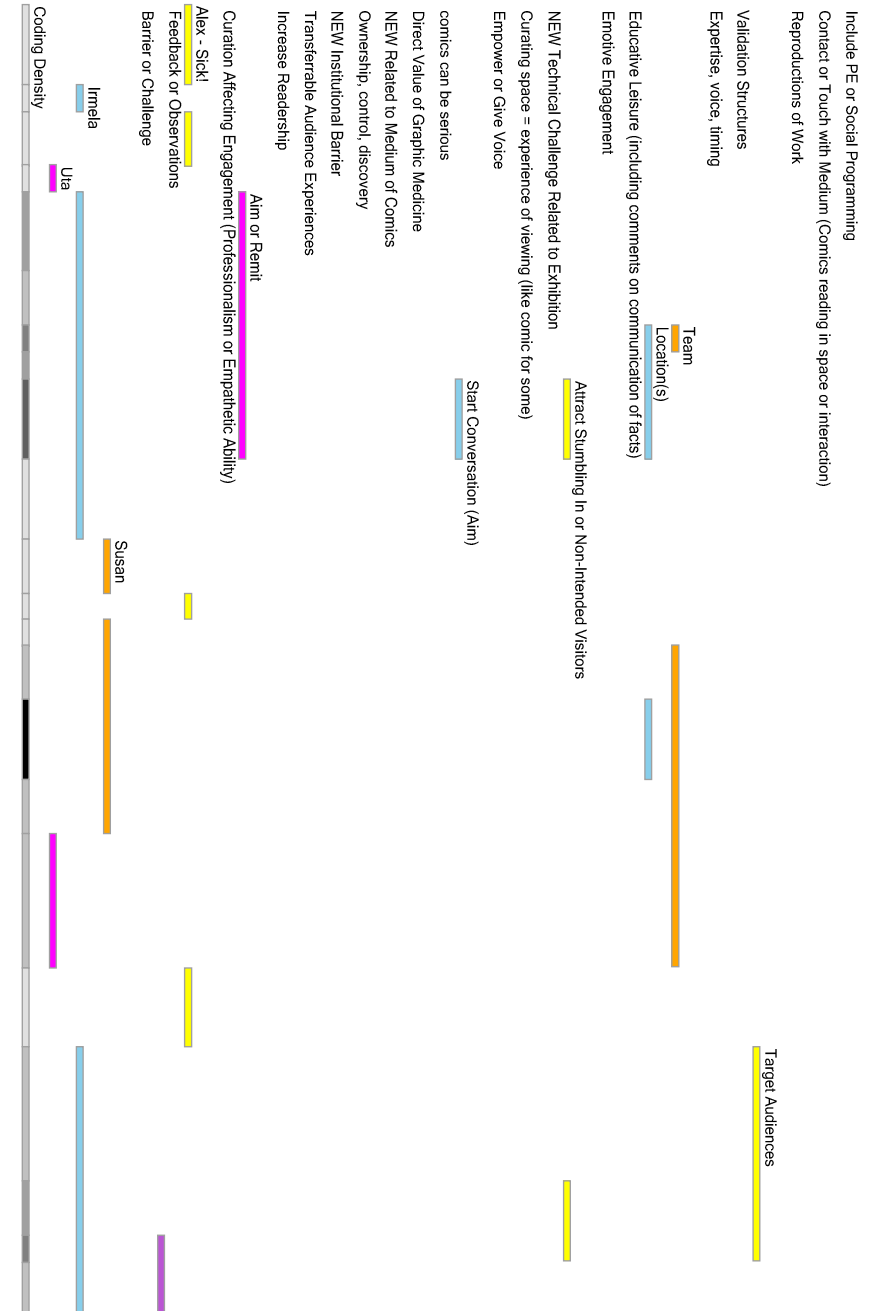 Include PE or Social Programming
Contact or Touch with Medium (Comics reading in space or interaction)
Reproductions of Work
Target Audiences
Validation Structures
Expertise, voice, timing
Team
Location(s)
Educative Leisure (including comments on communication of facts)
Emotive Engagement
Attract Stumbling In or Non-Intended Visitors
NEW Technical Challenge Related to Exhibition
Curating space = experience of viewing (like comic for some)
Empower or Give Voice
Start Conversation (Aim)
comics can be serious
Direct Value of Graphic Medicine
NEW Related to Medium of Comics
Ownership, control, discovery
NEW Institutional Barrier
Transferrable Audience Experiences
Increase Readership
Aim or Remit
Curation Affecting Engagement (Professionalism or Empathetic Ability)
Alex - Sick!
Feedback or Observations
Barrier or Challenge
Susan
Irmela
Uta
Coding Density